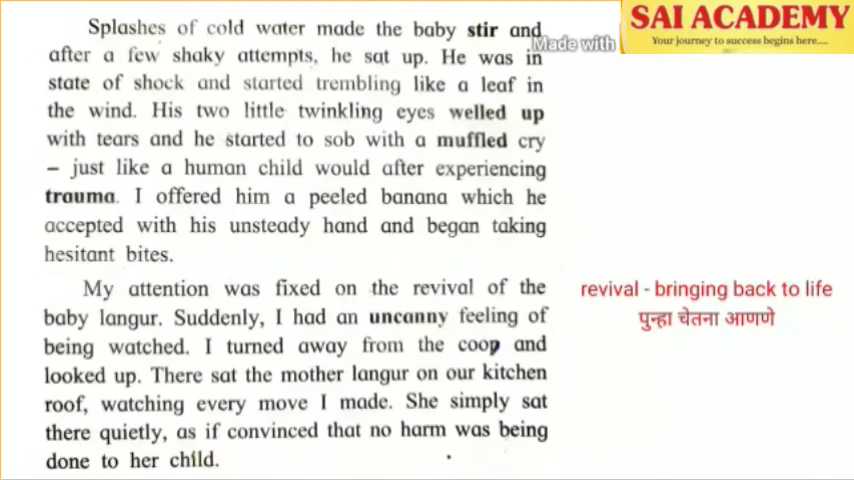 Splashes of cold water made the baby stir and
after a few shaky attempts, he sat up. He was in
state of shock and started trembling like a leaf in
the wind. His two little twinkling eyes welled up
with tears and he started to sob with a muffled cry
– just like a human child would after experiencing
trauma. I offered him a peeled banana which he
accepted with his unsteady hand and began taking
hesitant bites.
My attention was fixed on the revival of the
baby langur. Suddenly, I had an uncanny feeling of
being watched. I turned away from the coop and
looked up. There sat the mother langur on our kitchen
roof, watching every move I made. She simply sat
there quietly, as if convinced that no harm was being
done to her child.
Made with
SAI ACADEMY
Your journey to success begins here....
revival - bringing back to life
पुन्हा चेतना आणणे